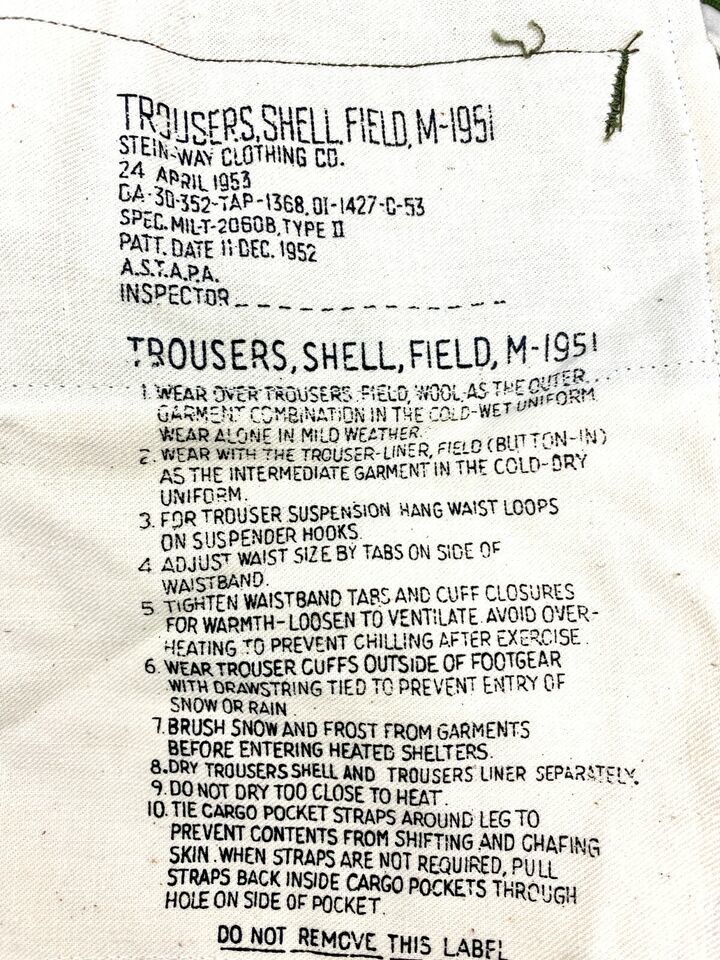 TROUSERS, SHELL, FIELD, M-1951
STEIN-WAY CLOTHING CO.
24 APRIL 1953
DA-30-352-TAP-1368, OI-1427-C-53
SPEC. MIL-T-2060B, TYPE II
PATT. DATE 11 DEC. 1952
A.S.T.A.P.A.
INSPECTOR_____________
TROUSERS, SHELL, FIELD, M-1951
1. WEAR OVER TROUSERS, FIELD, WOOL AS THE OUTER
GARMENT COMBINATION IN THE COLD-WET UNIFORM
WEAR ALONE IN MILD WEATHER.
2. WEAR WITH THE TROUSER-LINER, FIELD (BUTTON-IN)
AS THE INTERMEDIATE GARMENT IN THE COLD-DRY
UNIFORM.
3. FOR TROUSER SUSPENSION HANG WAIST LOOPS
ON SUSPENDER HOOKS.
4 ADJUST WAIST SIZE BY TABS ON SIDE OF
WAISTBAND.
5. TIGHTEN WAISTBAND TABS AND CUFF CLOSURES
FOR WARMTH-LOOSEN TO VENTILATE. AVOID OVER-
HEATING TO PREVENT CHILLING AFTER EXERCISE.
6. WEAR TROUSER CUFFS OUTSIDE OF FOOTGEAR
WITH DRAWSTRING TIED TO PREVENT ENTRY OF
SNOW OR RAIN
7. BRUSH SNOW AND FROST FROM GARMENTS
BEFORE ENTERING HEATED SHELTERS.
8. DRY TROUSERS SHELL AND TROUSERS LINER SEPARATELY.
9. DO NOT DRY TOO CLOSE TO HEAT.
10. TIE CARGO POCKET STRAPS AROUND LEG TO
PREVENT CONTENTS FROM SHIFTING AND CHAFING
SKIN. WHEN STRAPS ARE NOT REQUIRED, PULL
STRAPS BACK INSIDE CARGO POCKETS THROUGH
HOLE ON SIDE OF POCKET.
DO NOT REMOVE THIS LABEL